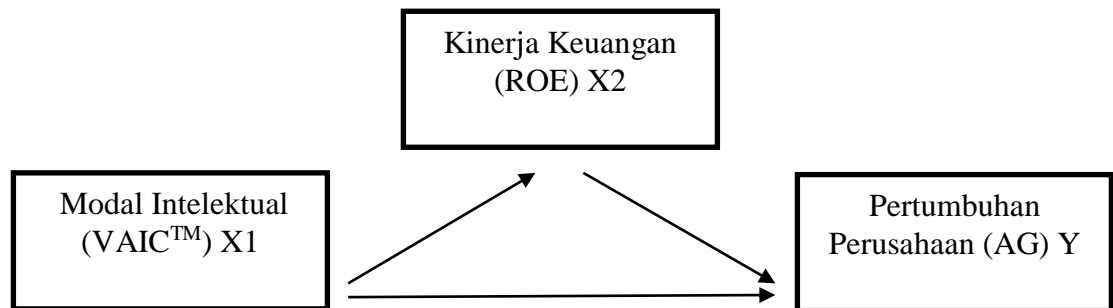 Kinerja Keuangan
(ROE) X2
Modal Intelektual
(VAIC™) X1
Pertumbuhan
Perusahaan (AG) Y